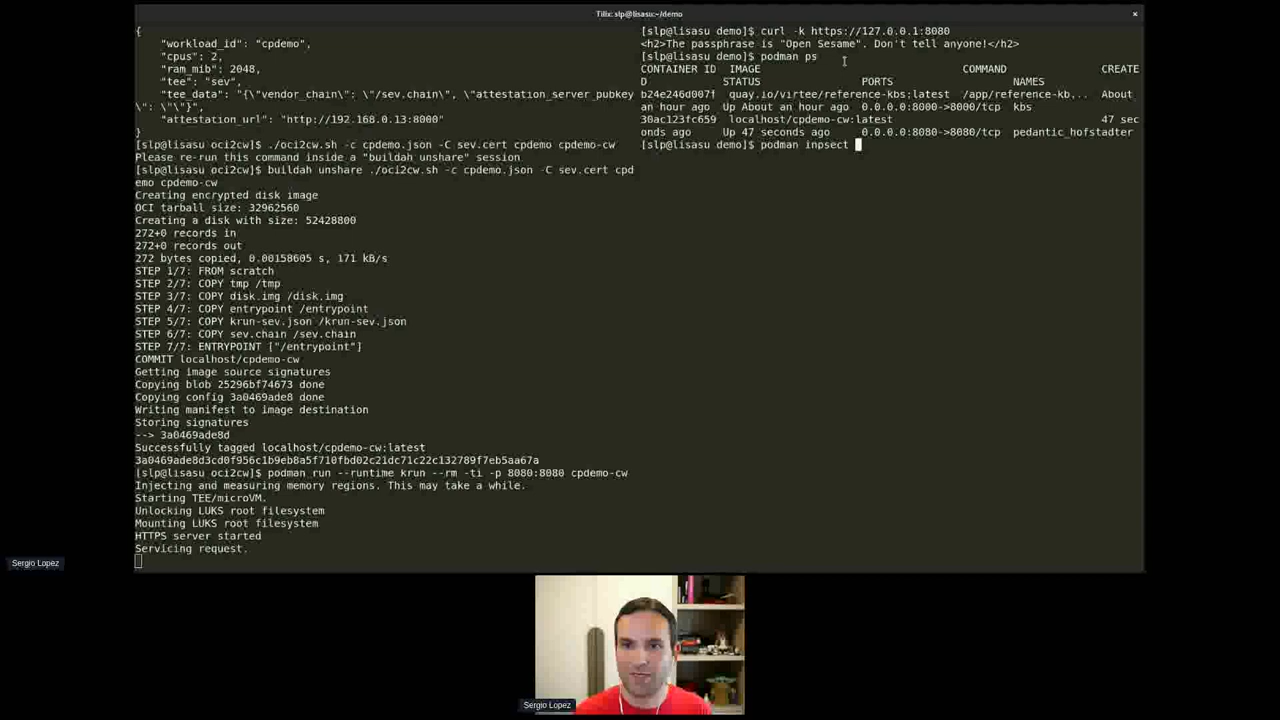 Tilix: slp@lisasu:~/demo
{
    "workload_id": "cpdemo",
    "cpus": 2,
    "ram_mib": 2048,
    "tee": "sev",
    "tee_data": "{\"vendor_chain\": \"/sev.chain\", \"attestation_server_pubkey
\": \"\"}",
    "attestation_url": "http://192.168.0.13:8000"
}
[slp@lisasu oci2cw]$ ./oci2cw.sh -c cpdemo.json -C sev.cert cpdemo cpdemo-cw
Please re-run this command inside a "buildah unshare" session
[slp@lisasu oci2cw]$ buildah unshare ./oci2cw.sh -c cpdemo.json -C sev.cert cpd
emo cpdemo-cw
Creating encrypted disk image
OCI tarball size: 32962560
Creating a disk with size: 52428800
272+0 records in
272+0 records out
272 bytes copied, 0.00158605 s, 171 kB/s
STEP 1/7: FROM scratch
STEP 2/7: COPY tmp /tmp
STEP 3/7: COPY disk.img /disk.img
STEP 4/7: COPY entrypoint /entrypoint
STEP 5/7: COPY krun-sev.json /krun-sev.json
STEP 6/7: COPY sev.chain /sev.chain
STEP 7/7: ENTRYPOINT ["/entrypoint"]
COMMIT localhost/cpdemo-cw
Getting image source signatures
Copying blob 25296bf74673 done
Copying config 3a0469ade8 done
Writing manifest to image destination
Storing signatures
--> 3a0469ade8d
Successfully tagged localhost/cpdemo-cw:latest
3a0469ade8d3cd0f956c1b9eb8a5f710fbd02c21dc71c22c132789f7eb5aa67a
[slp@lisasu oci2cw]$ podman run --runtime krun --rm -ti -p 8080:8080 cpdemo-cw
Injecting and measuring memory regions. This may take a while.
Starting TEE/microVM.
Unlocking LUKS root filesystem
Mounting LUKS root filesystem
HTTPS server started
Servicing request.
[slp@lisasu demo]$ curl -k https://127.0.0.1:8080
<h2>The passphrase is "Open Sesame". Don't tell anyone!</h2>
[slp@lisasu demo]$ podman ps
CONTAINER ID  IMAGE                                COMMAND               CREATE
D             STATUS            PORTS                   NAMES
b24e246d007f  quay.io/virtee/reference-kbs:latest  /app/reference-kb...  About
an hour ago  Up About an hour ago  0.0.0.0:8000->8000/tcp  kbs
30ac123fc659  localhost/cpdemo-cw:latest                                 47 sec
onds ago     Up 47 seconds ago     0.0.0.0:8080->8080/tcp  pedantic_hofstadter
[slp@lisasu demo]$ podman inpsect
Sergio Lopez
Sergio Lopez